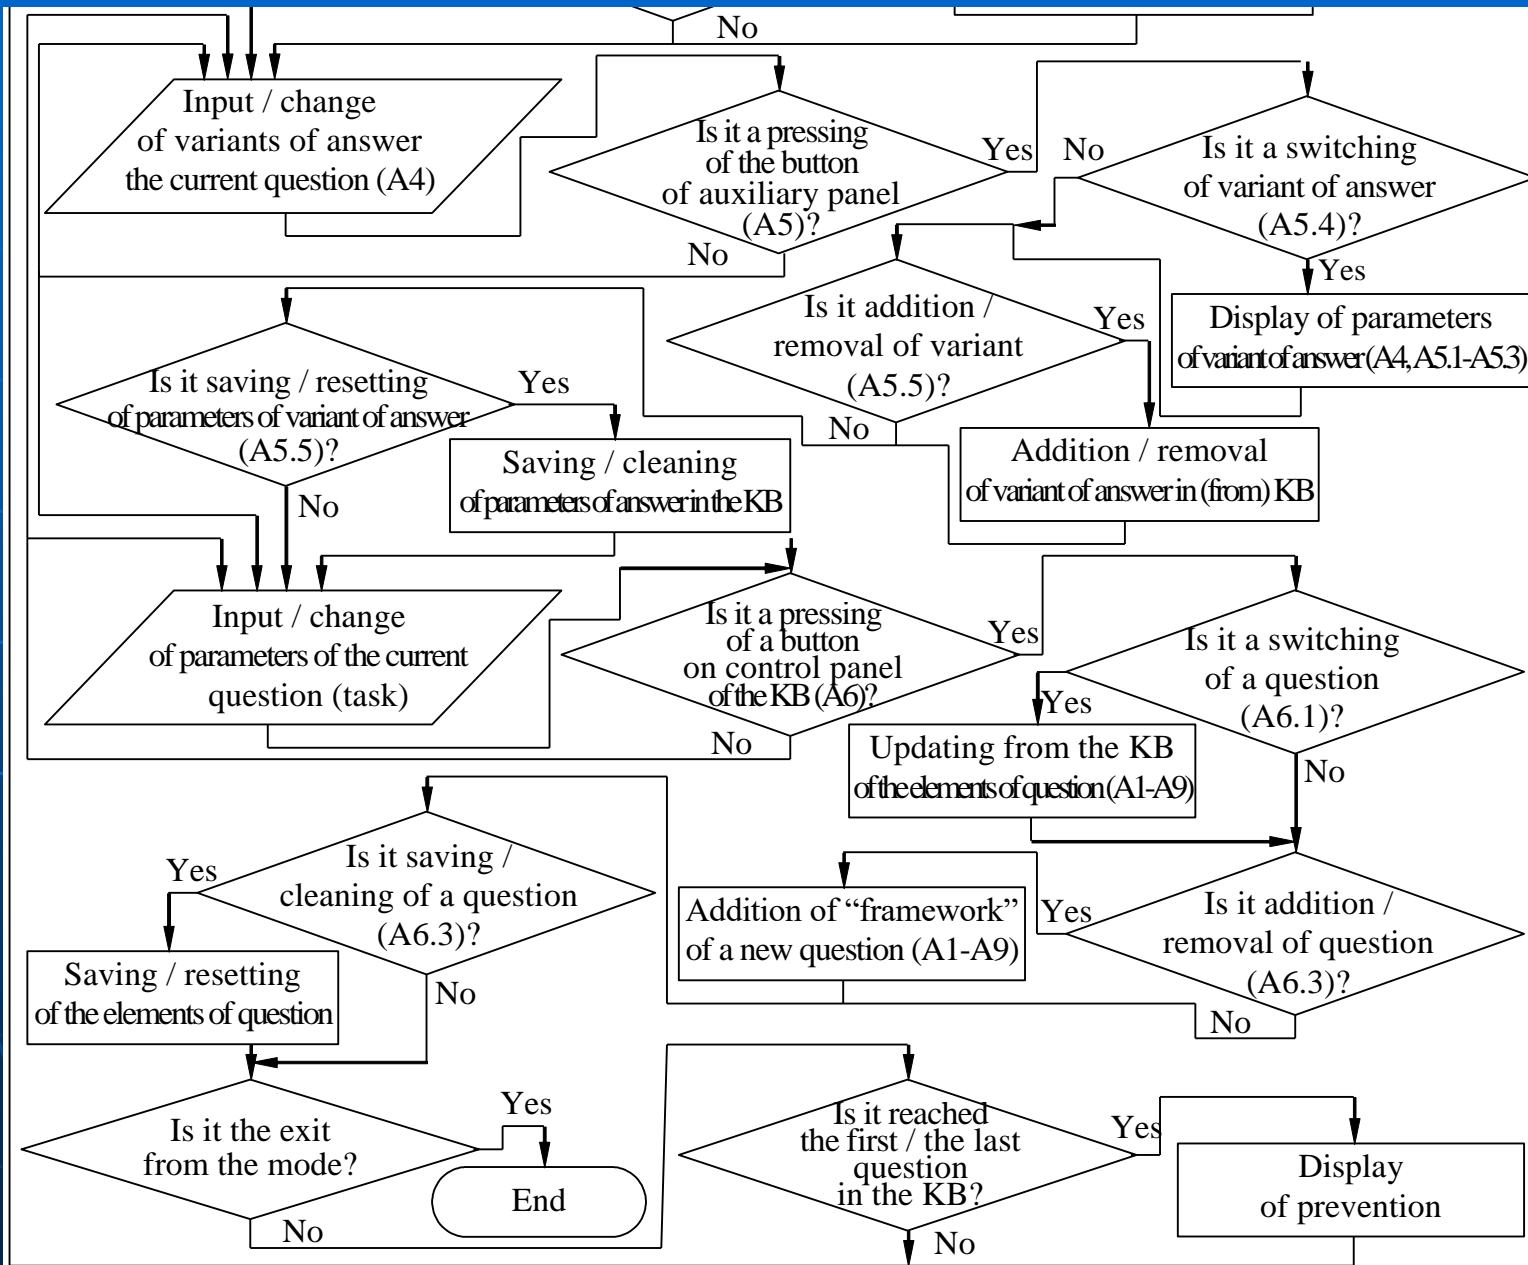 No
Input / change
of variants of answer
the current question (A4)
Is it a pressing
of the button
of auxiliary panel
(A5)?
Yes
No
No
Is it a switching
of variant of answer
(A5.4)?
Yes
Is it addition /
removal of variant
(A5.5)?
Yes
No
Display of parameters
of variant of answer (A4, A5.1-A5.3)
Is it saving / resetting
of parameters of variant of answer
(A5.5)?
Yes
No
Saving / cleaning
of parameters of answer in the KB
Addition / removal
of variant of answer in (from) KB
Input / change
of parameters of the current
question (task)
Is it a pressing
of a button
on control panel
of the KB (A6)?
Yes
No
Is it a switching
of a question
(A6.1)?
Yes
No
Updating from the KB
of the elements of question (A1-A9)
Is it saving /
cleaning of a question
(A6.3)?
Yes
No
Addition of “framework”
of a new question (A1-A9)
Yes
Is it addition /
removal of question
(A6.3)?
No
Saving / resetting
of the elements of question
Is it the exit
from the mode?
Yes
No
End
Is it reached
the first / the last
question
in the KB?
Yes
No
Display
of prevention